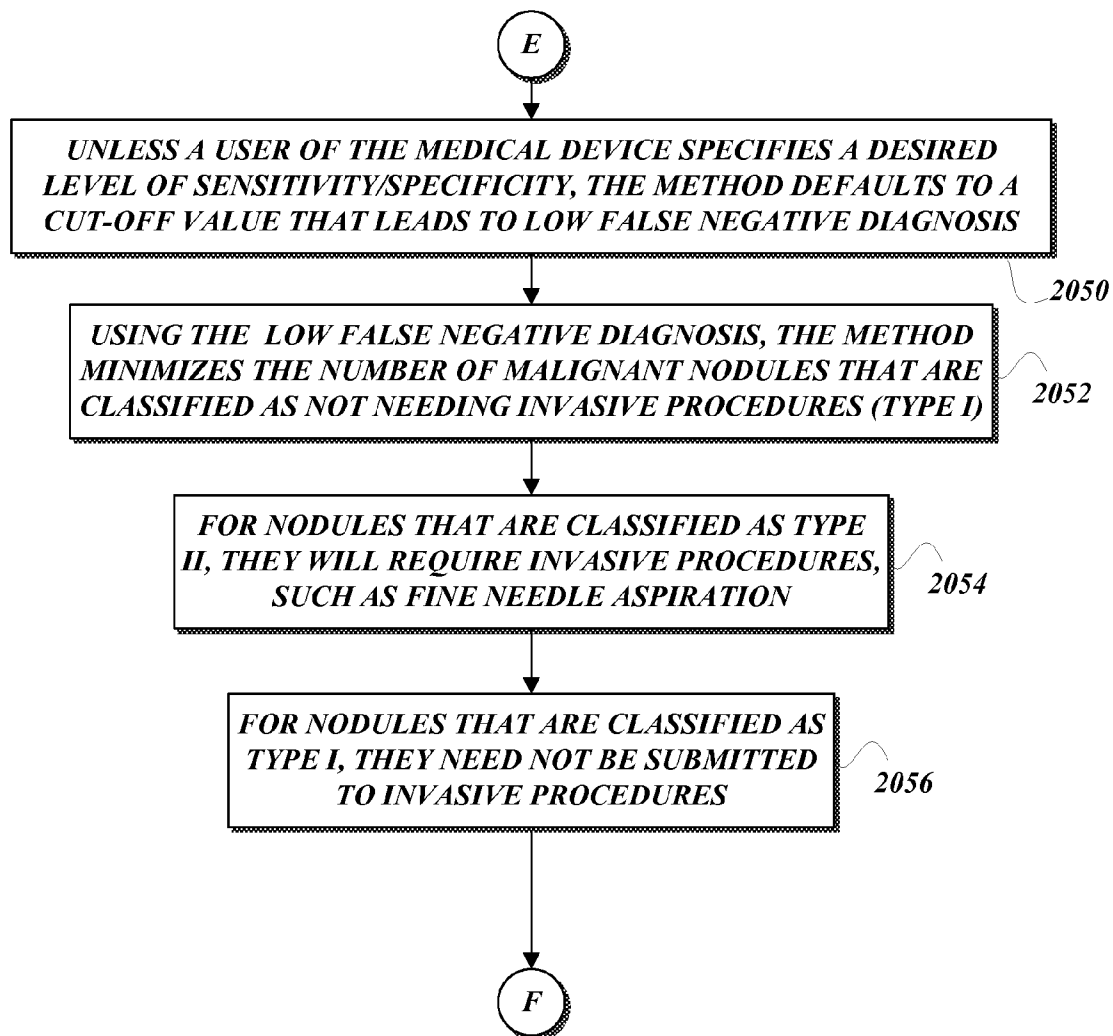 E
UNLESS A USER OF THE MEDICAL DEVICE SPECIFIES A DESIRED
LEVEL OF SENSITIVITY/SPECIFICITY, THE METHOD DEFAULTS TO A
CUT-OFF VALUE THAT LEADS TO LOW FALSE NEGATIVE DIAGNOSIS
2050
USING THE LOW FALSE NEGATIVE DIAGNOSIS, THE METHOD
MINIMIZES THE NUMBER OF MALIGNANT NODULES THAT ARE
CLASSIFIED AS NOT NEEDING INVASIVE PROCEDURES (TYPE I)
2052
FOR NODULES THAT ARE CLASSIFIED AS TYPE
II, THEY WILL REQUIRE INVASIVE PROCEDURES,
SUCH AS FINE NEEDLE ASPIRATION
2054
FOR NODULES THAT ARE CLASSIFIED AS
TYPE I, THEY NEED NOT BE SUBMITTED
TO INVASIVE PROCEDURES
2056
F